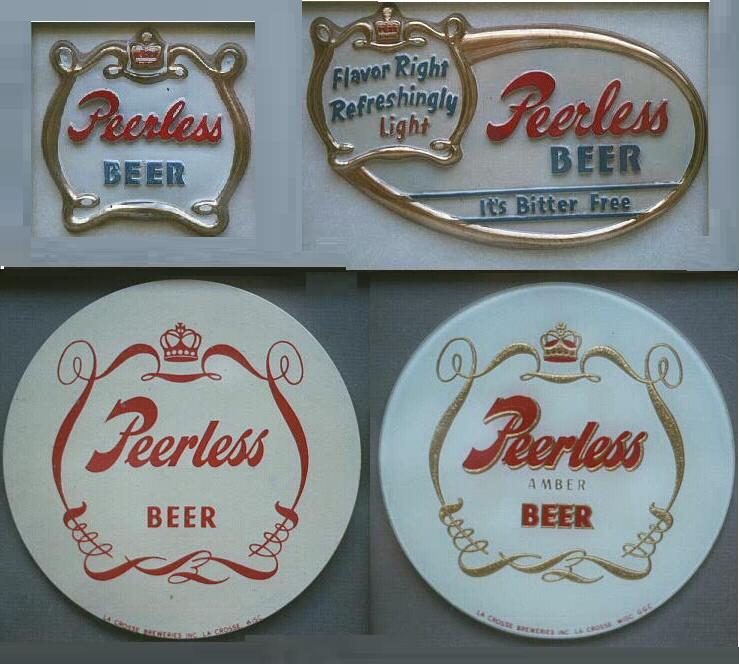 Peerless
BEER
Flavor Right
Refreshingly
Light
Peerless
BEER
It's Bitter Free
Peerless
BEER
LA CROSSE BREWERIES INC. LA CROSSE, WISC.
Peerless
AMBER
BEER
LA CROSSE BREWERIES INC. LA CROSSE, WISC.